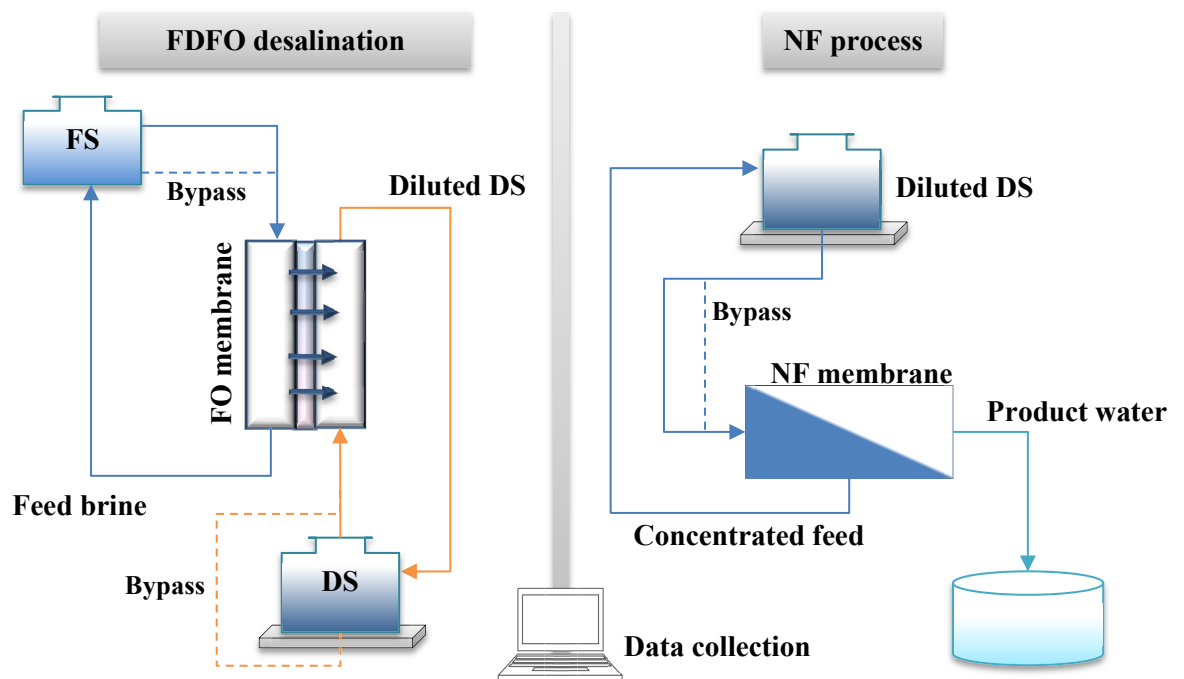 FDFO desalination
NF process
FS
Bypass
Diluted DS
FO membrane
Feed brine
Bypass
DS
Data collection
Diluted DS
Bypass
NF membrane
Product water
Concentrated feed